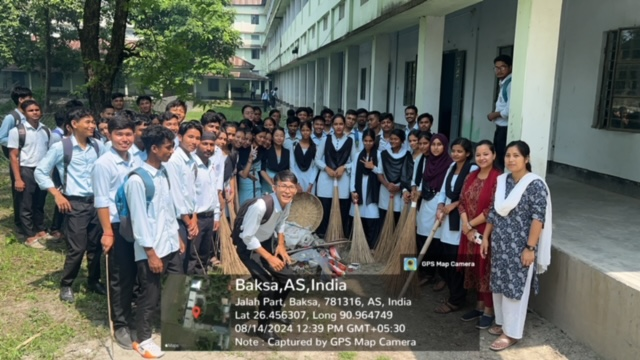 GPS Map Camera
Baksa,AS,India
Jalah Part, Baksa, 781316, AS, India
Lat 26.456307, Long 90.964749
08/14/2024 12:39 PM GMT+05:30
Note : Captured by GPS Map Camera